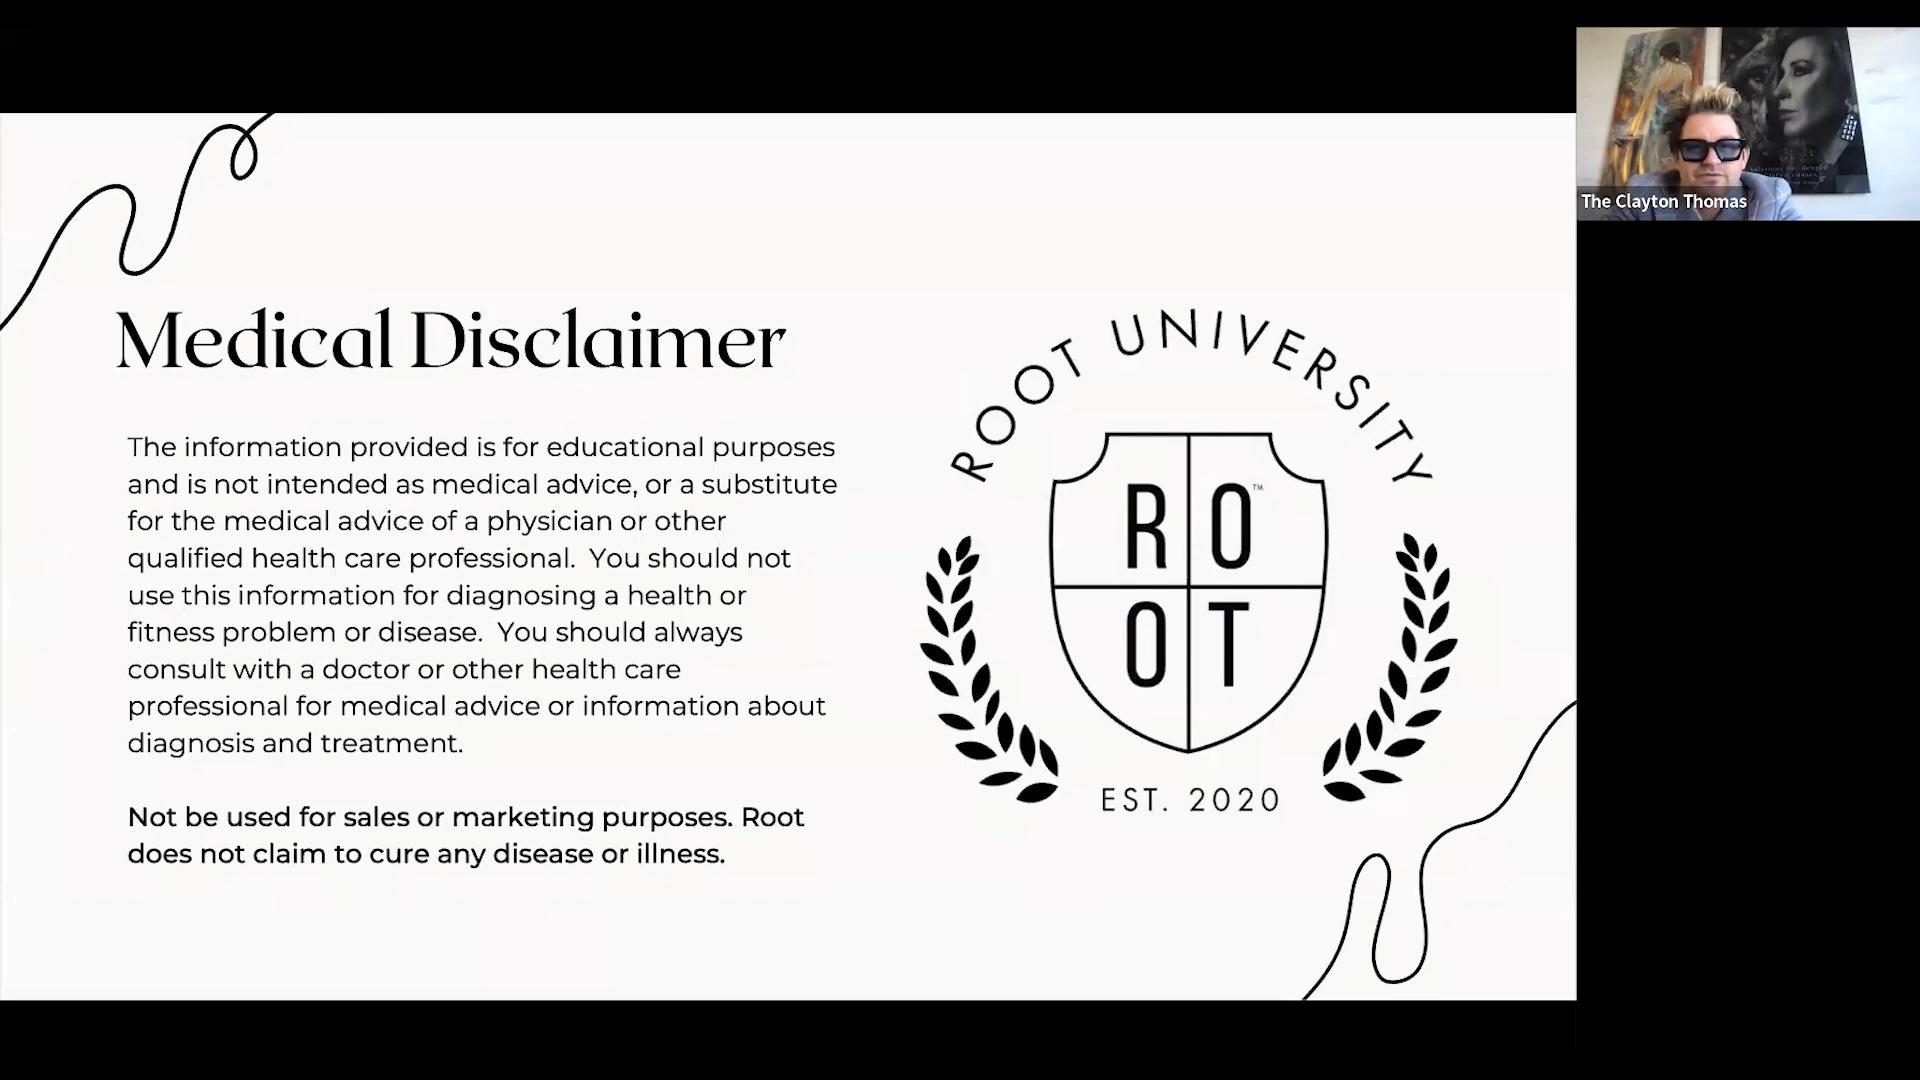 The Clayton Thomas
Medical Disclaimer
The information provided is for educational purposes
and is not intended as medical advice, or a substitute
for the medical advice of a physician or other
qualified health care professional.  You should not
use this information for diagnosing a health or
fitness problem or disease.  You should always
consult with a doctor or other health care
professional for medical advice or information about
diagnosis and treatment.
Not be used for sales or marketing purposes. Root
does not claim to cure any disease or illness.
ROOT UNIVERSITY
R O™
O T
EST. 2020